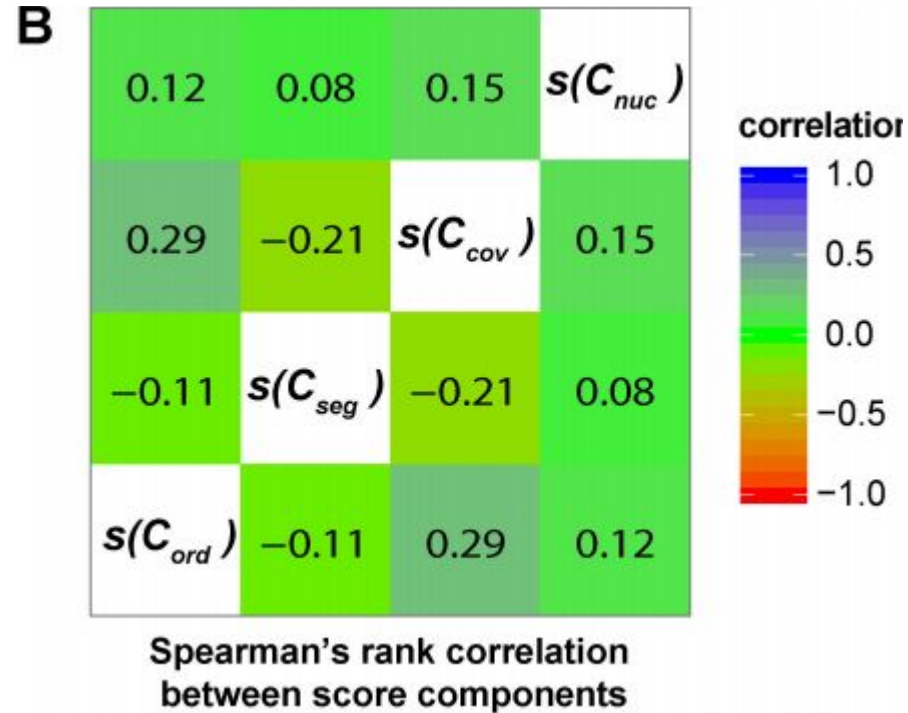 B
0.12 0.08 0.15 s(C_nuc)
0.29 −0.21 s(C_cov) 0.15
−0.11 s(C_seg) −0.21 0.08
s(C_ord) −0.11 0.29 0.12
correlation
1.0
0.5
0.0
−0.5
−1.0
Spearman’s rank correlation
between score components